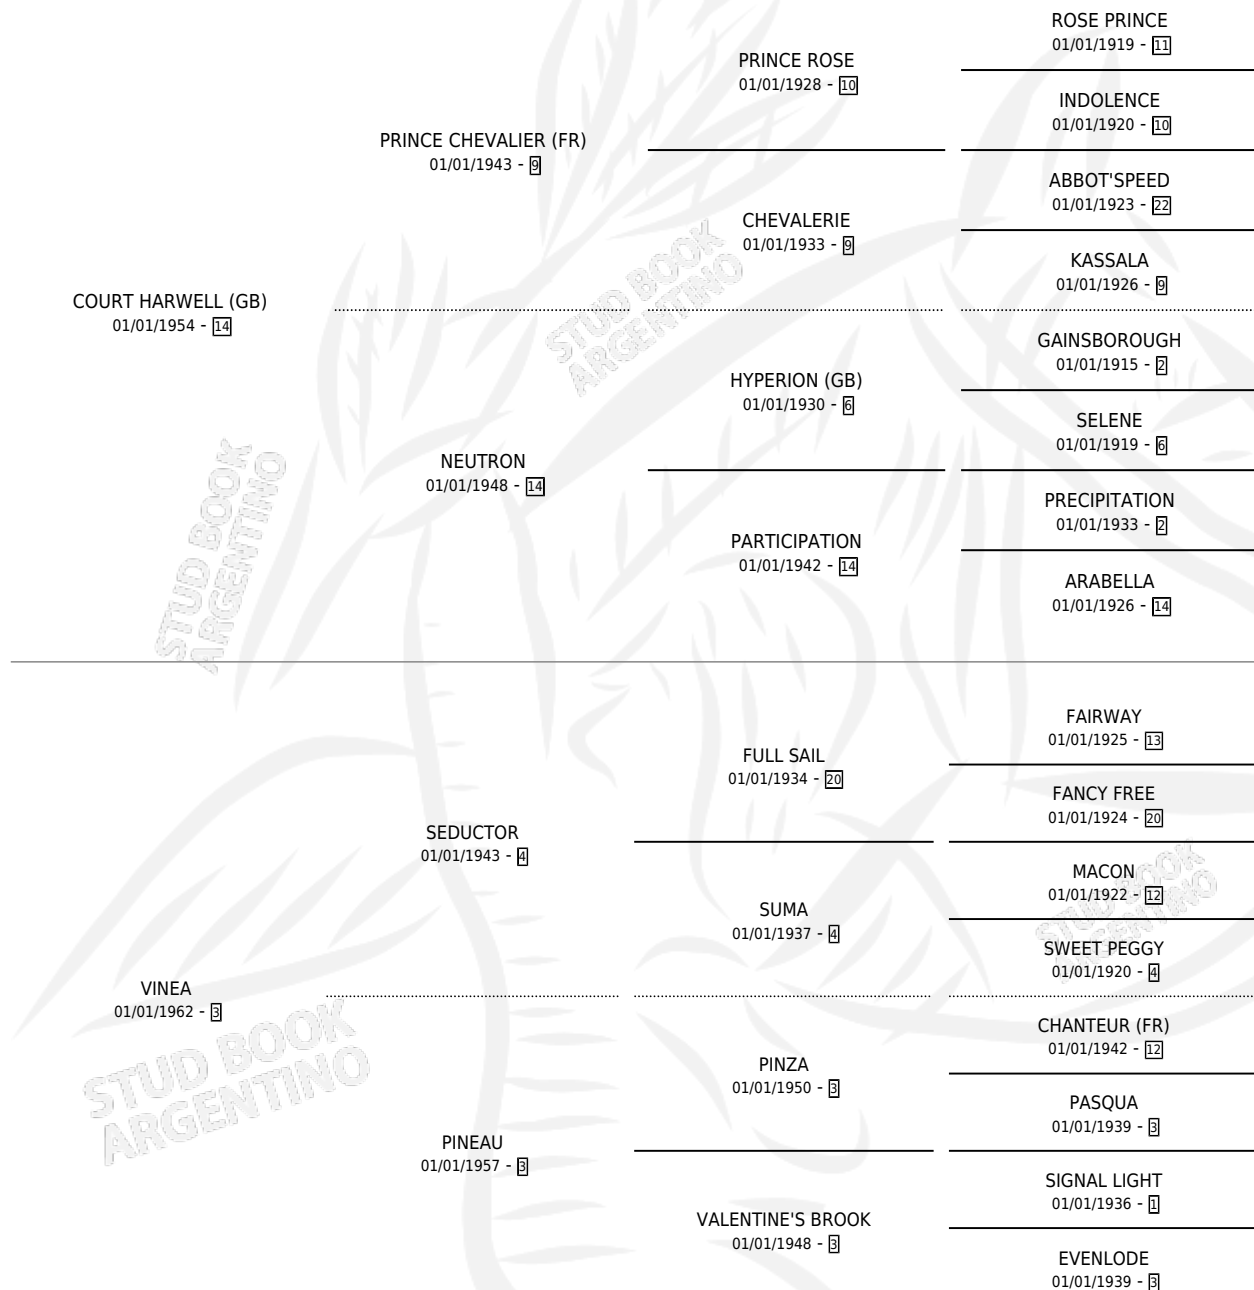 ROSE PRINCE
01/01/1919 - 11
PRINCE ROSE
01/01/1928 - 10
INDOLENCE
01/01/1920 - 10
PRINCE CHEVALIER (FR)
01/01/1943 - 9
ABBOT'SPEED
01/01/1923 - 22
CHEVALERIE
01/01/1933 - 9
KASSALA
01/01/1926 - 9
COURT HARWELL (GB)
01/01/1954 - 14
STUD BOOK
ARGENTINO
GAINSBOROUGH
01/01/1915 - 2
HYPERION (GB)
01/01/1930 - 6
SELENE
01/01/1919 - 6
NEUTRON
01/01/1948 - 14
PRECIPITATION
01/01/1933 - 2
PARTICIPATION
01/01/1942 - 14
ARABELLA
01/01/1926 - 14
STUD BOOK
ARGENTINO
FAIRWAY
01/01/1925 - 13
FULL SAIL
01/01/1934 - 20
FANCY FREE
01/01/1924 - 20
SEDUCTOR
01/01/1943 - 4
MACON
01/01/1922 - 12
SUMA
01/01/1937 - 4
STUD BOOK
ARGENTINO
SWEET PEGGY
01/01/1920 - 4
VINEA
01/01/1962 - 3
CHANTEUR (FR)
01/01/1942 - 12
STUD BOOK
ARGENTINO
PINZA
01/01/1950 - 3
PASQUA
01/01/1939 - 3
PINEAU
01/01/1957 - 3
SIGNAL LIGHT
01/01/1936 - 1
VALENTINE'S BROOK
01/01/1948 - 3
EVENLODE
01/01/1939 - 3